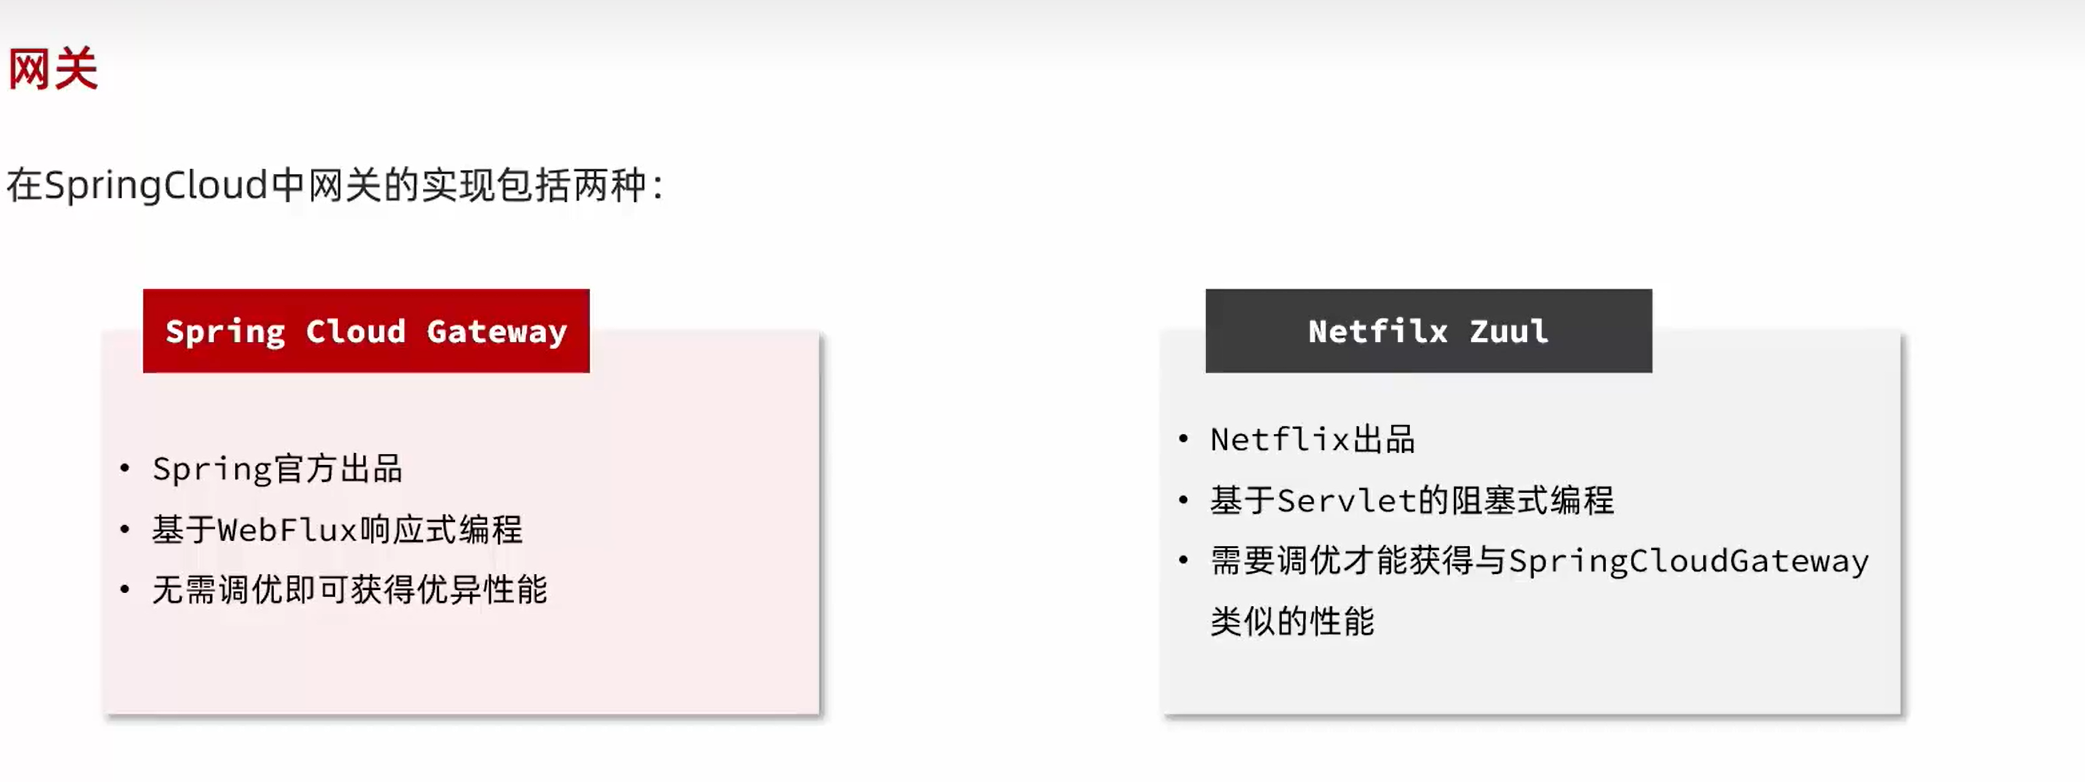 网关
在SpringCloud中网关的实现包括两种:
Spring Cloud Gateway
• Spring官方出品
• 基于WebFlux响应式编程
• 无需调优即可获得优异性能
Netfilx Zuul
• Netflix出品
• 基于Servlet的阻塞式编程
• 需要调优才能获得与SpringCloudGateway
类似的性能